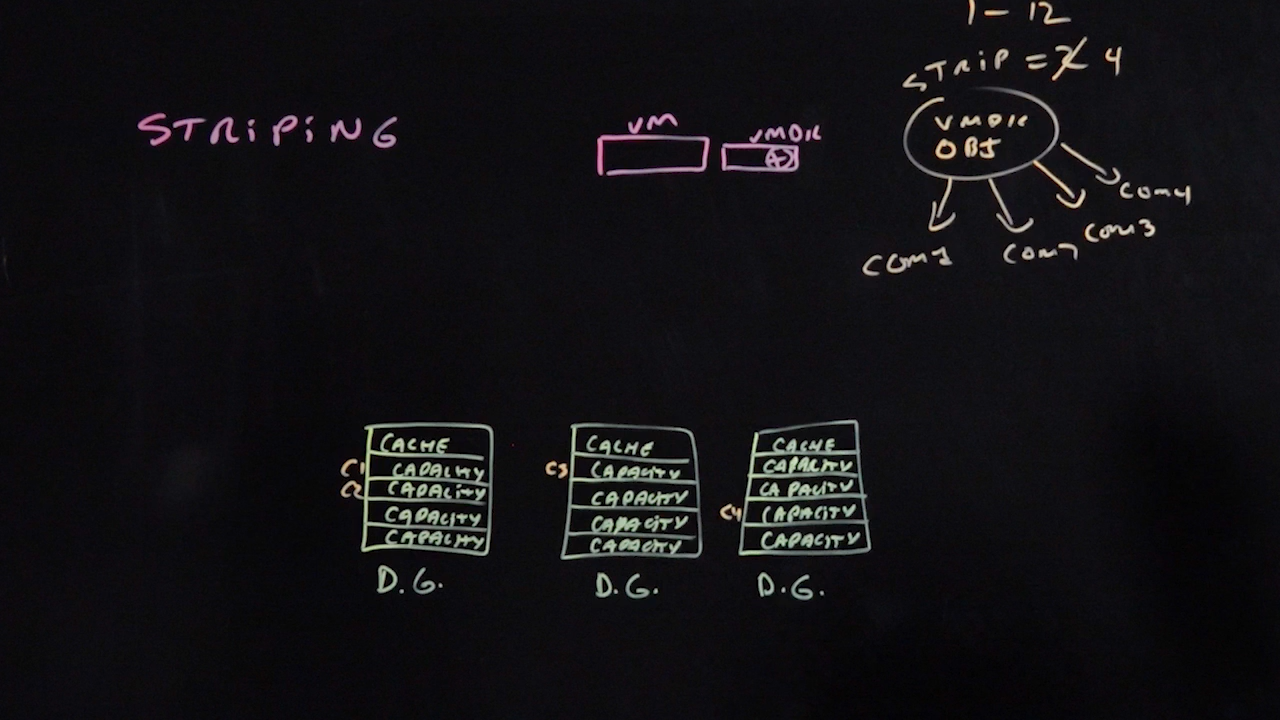 1 - 12
STRIP = 2 4
STRIPING
VM
VMDK
VMDK
OBJ
COM1
COM2
COM3
COM4
CACHE
C1 CAPACITY
C2 CAPACITY
CAPACITY
CAPACITY
D.G.
CACHE
C3 CAPACITY
CAPACITY
CAPACITY
CAPACITY
D.G.
CACHE
CAPACITY
CAPACITY
C4 CAPACITY
CAPACITY
D.G.